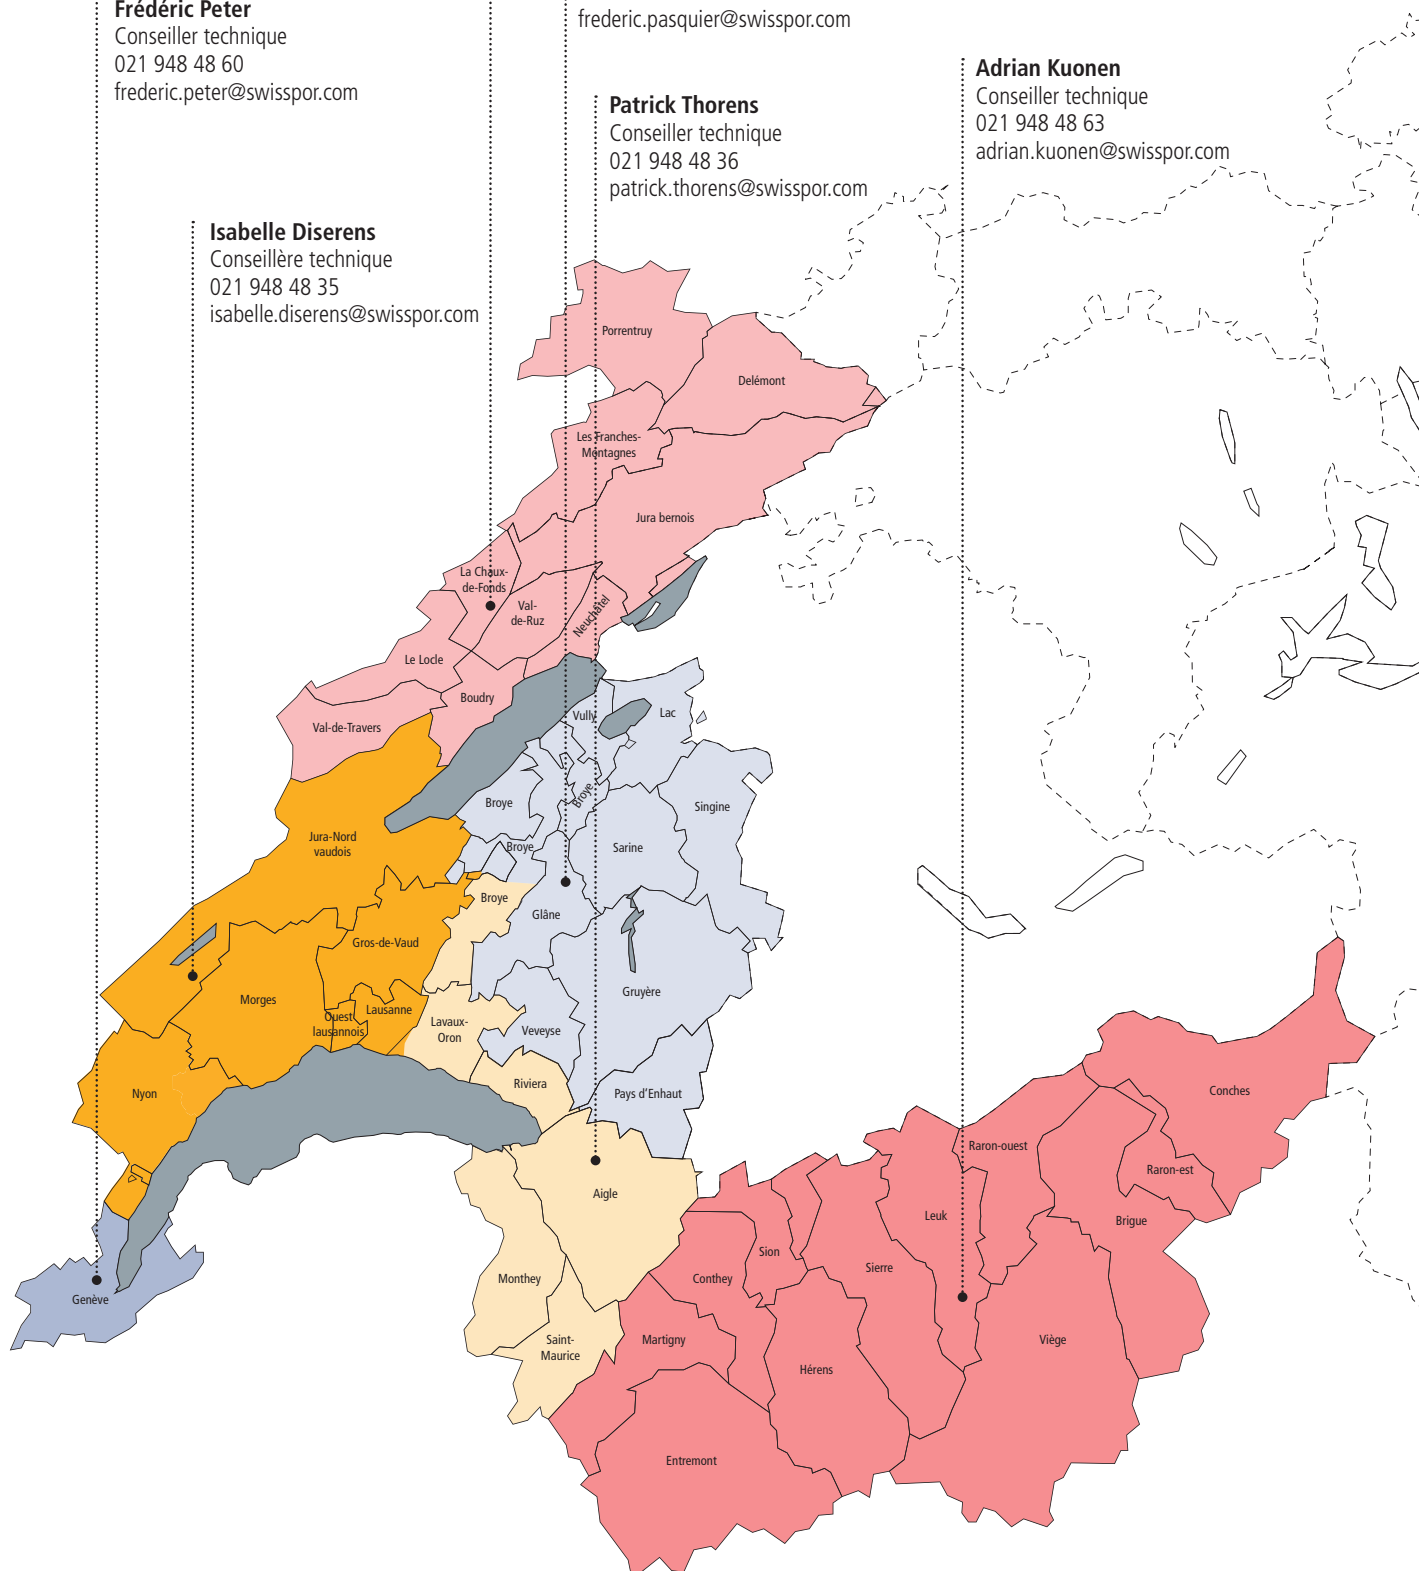 Frédéric Peter
Conseiller technique
021 948 48 60
frederic.peter@swisspor.com
frederic.pasquier@swisspor.com
Adrian Kuonen
Conseiller technique
021 948 48 63
adrian.kuonen@swisspor.com
Patrick Thorens
Conseiller technique
021 948 48 36
patrick.thorens@swisspor.com
Isabelle Diserens
Conseillère technique
021 948 48 35
isabelle.diserens@swisspor.com
Porrentruy
Delémont
Les Franches-
Montagnes
Jura bernois
La Chaux-
de-Fonds
Val-
de-Ruz
Neuchâtel
Le Locle
Boudry
Val-de-Travers
Vully
Lac
Broye
Broye
Singine
Jura-Nord
vaudois
Broye
Sarine
Broye
Glâne
Gros-de-Vaud
Gruyère
Morges
Ouest
lausannois
Lausanne
Lavaux-
Oron
Veveyse
Riviera
Pays d'Enhaut
Nyon
Conches
Raron-ouest
Raron-est
Aigle
Leuk
Brigue
Sion
Sierre
Monthey
Conthey
Genève
Saint-
Maurice
Martigny
Viège
Hérens
Entremont